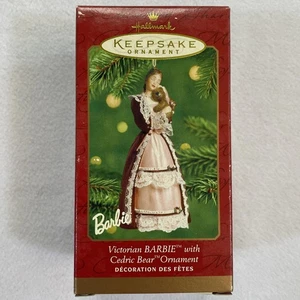 Hallmark
KEEPSAKE
ORNAMENT
Barbie
Victorian BARBIE™ with
Cedric Bear™ Ornament
DÉCORATION DES FÊTES